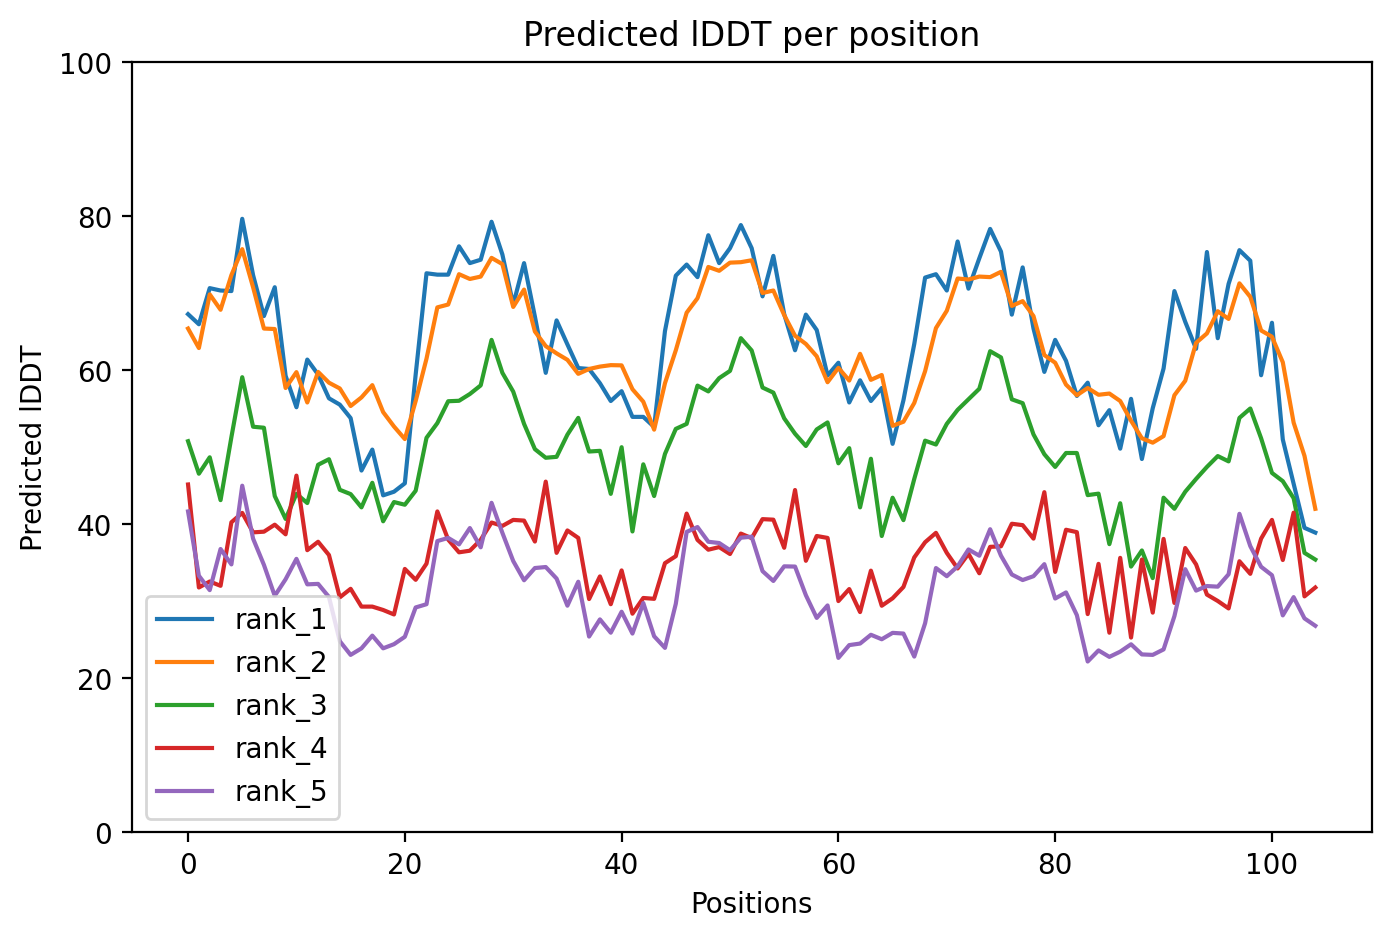 Predicted lDDT per position
Predicted lDDT
100
80
60
40
20
0
rank_1
rank_2
rank_3
rank_4
rank_5
0 20 40 60 80 100
Positions